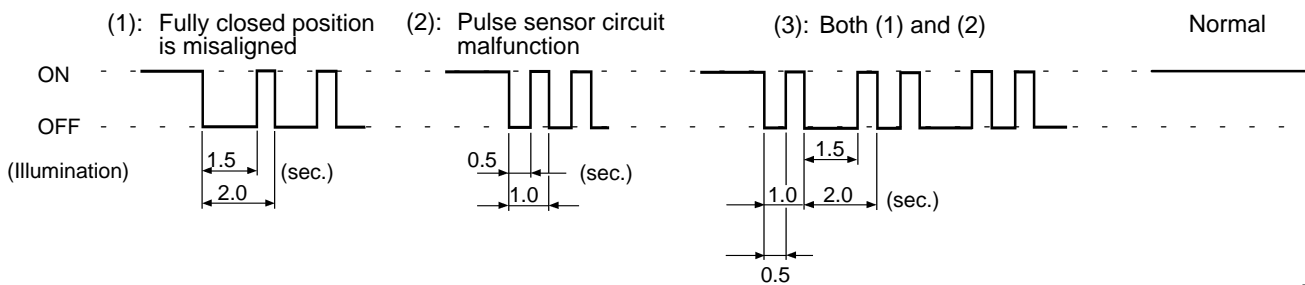 (1): Fully closed position
is misaligned
(2): Pulse sensor circuit
malfunction
(3): Both (1) and (2)
Normal
ON
OFF
(Illumination)
1.5
(sec.)
2.0
0.5
(sec.)
1.0
1.5
1.0
2.0
(sec.)
0.5